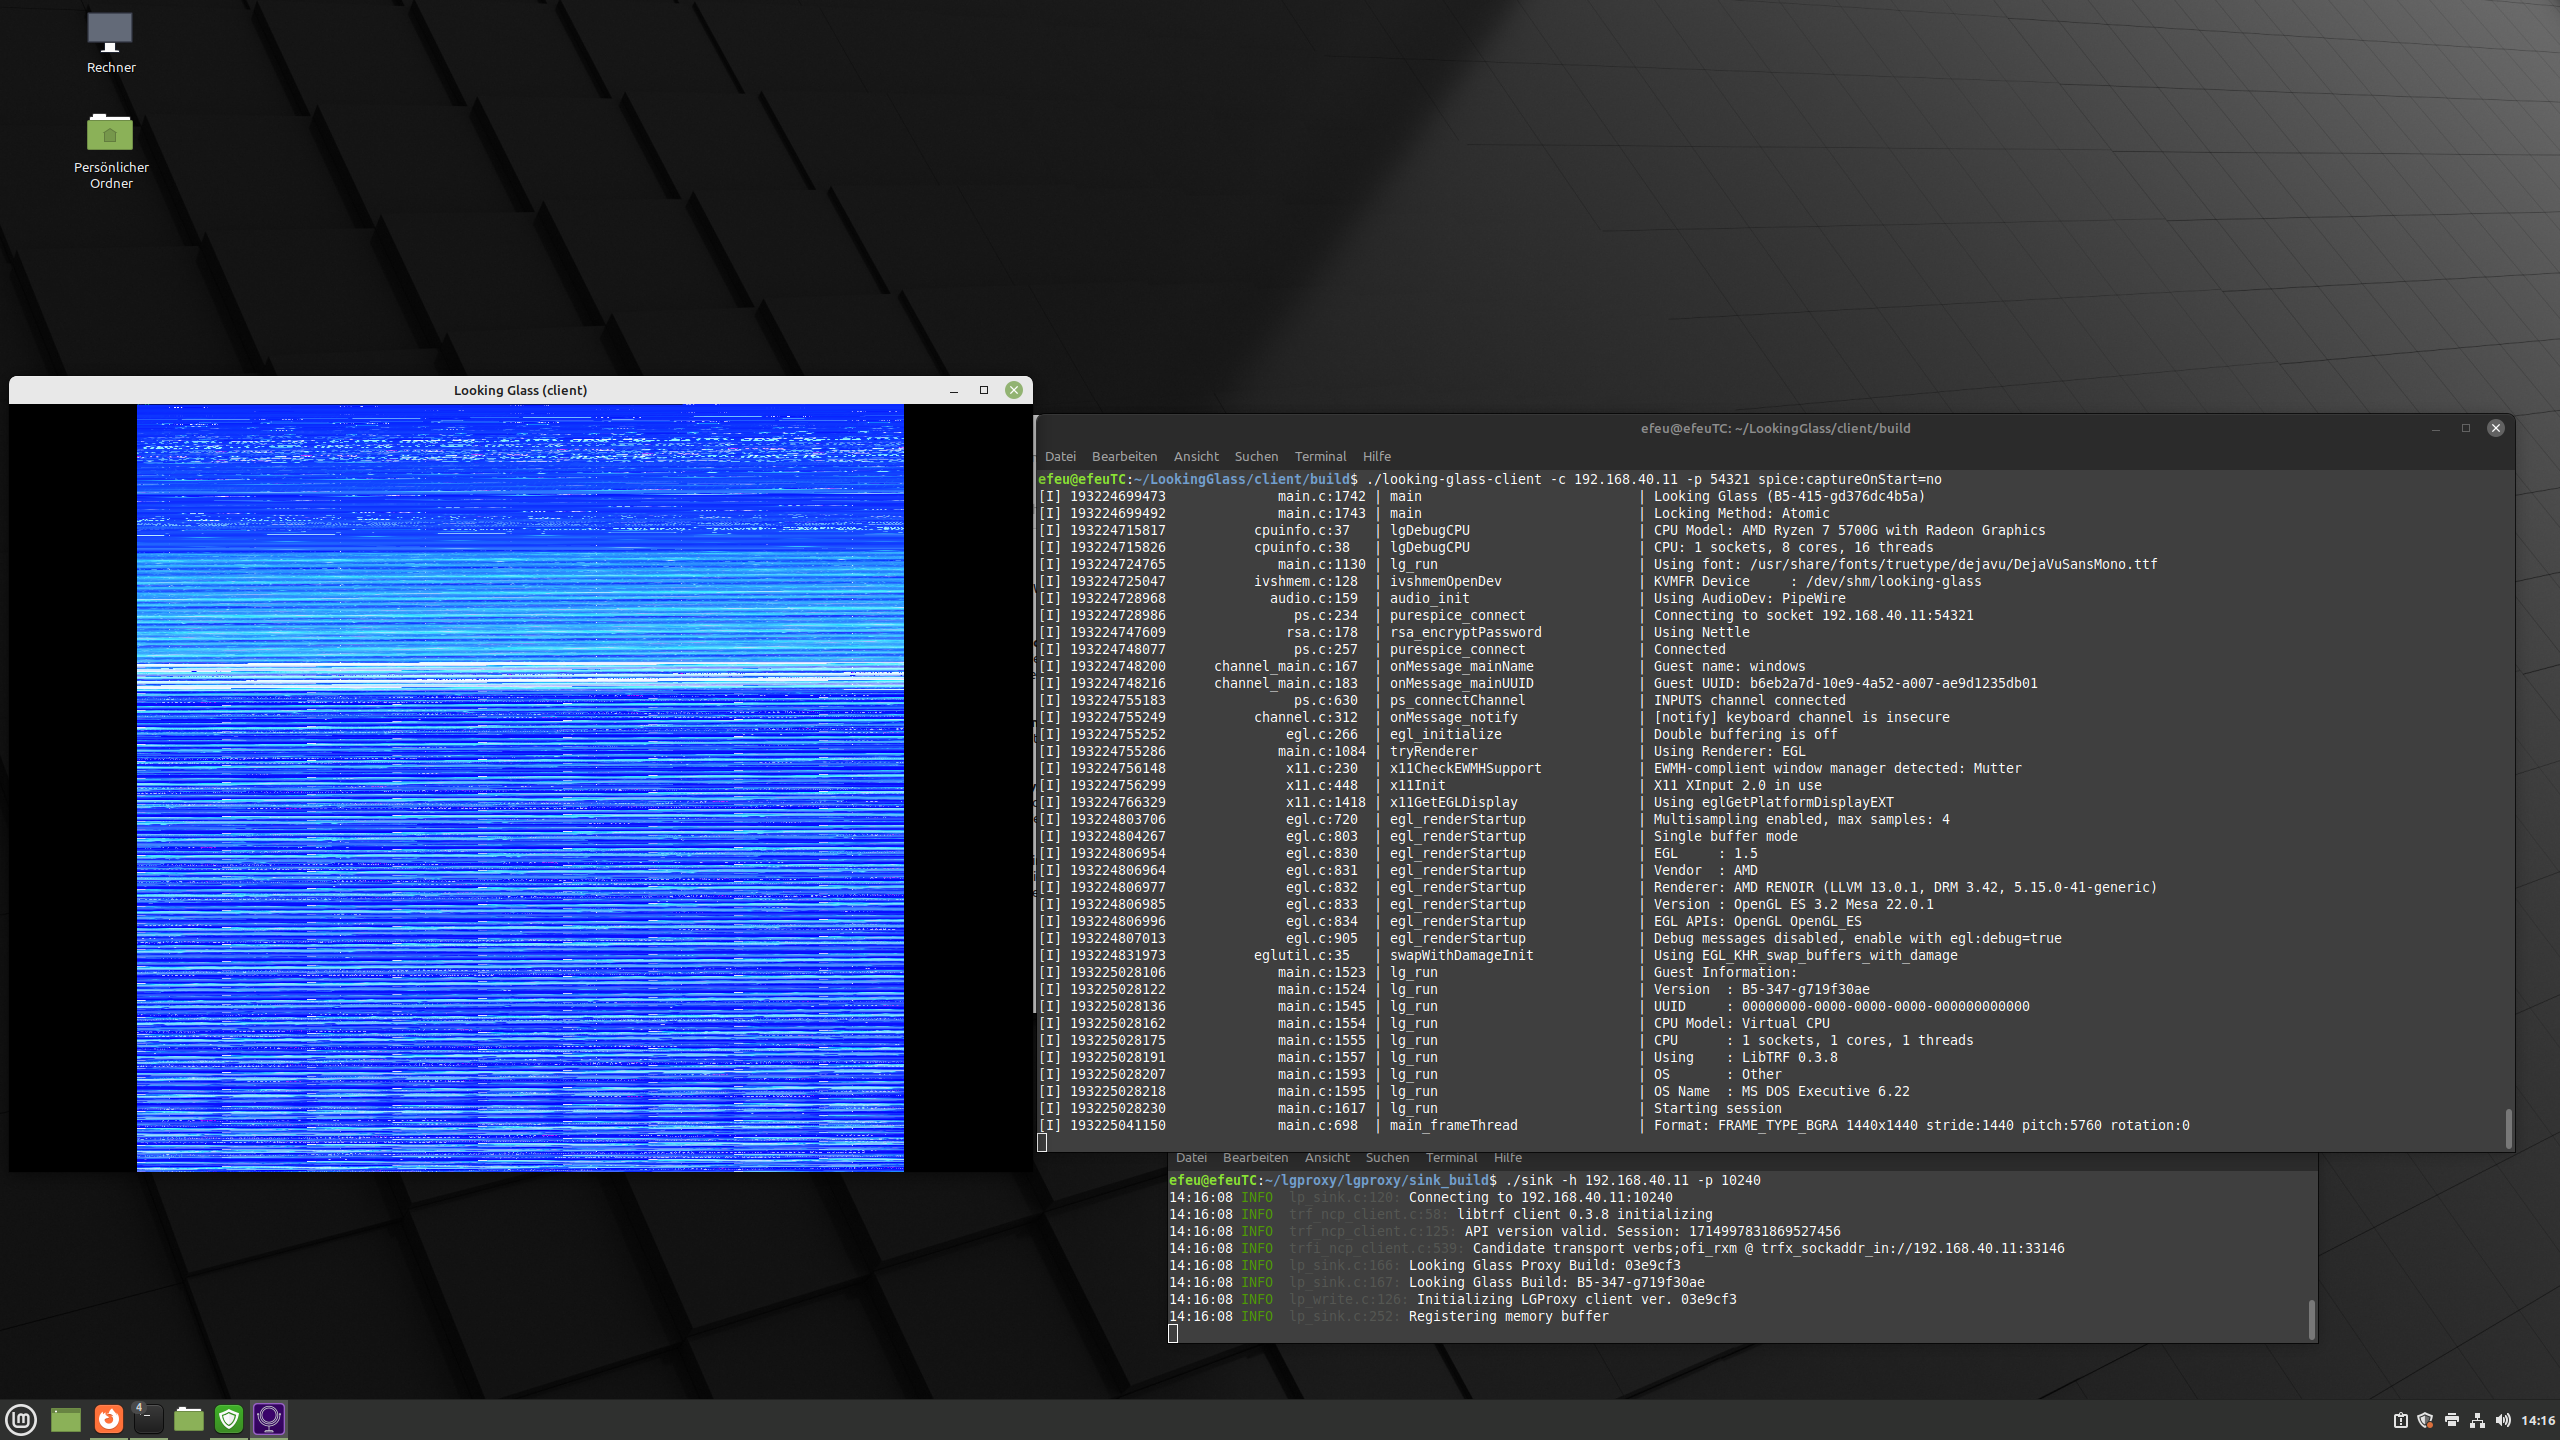 Rechner
Persönlicher
Ordner
Looking Glass (client)
efeu@efeuTC: ~/LookingGlass/client/build
Datei Bearbeiten Ansicht Suchen Terminal Hilfe
efeu@efeuTC:~/LookingGlass/client/build$ ./looking-glass-client -c 192.168.40.11 -p 54321 spice:captureOnStart=no
[I] 193224699473 main.c:1742 | main | Looking Glass (B5-415-gd376dc4b5a)
[I] 193224699492 main.c:1743 | main | Locking Method: Atomic
[I] 193224715817 cpuinfo.c:37 | lgDebugCPU | CPU Model: AMD Ryzen 7 5700G with Radeon Graphics
[I] 193224715826 cpuinfo.c:38 | lgDebugCPU | CPU: 1 sockets, 8 cores, 16 threads
[I] 193224724765 main.c:1130 | lg_run | Using font: /usr/share/fonts/truetype/dejavu/DejaVuSansMono.ttf
[I] 193224725047 ivshmem.c:128 | ivshmemOpenDev | KVMFR Device : /dev/shm/looking-glass
[I] 193224728968 audio.c:159 | audio_init | Using AudioDev: PipeWire
[I] 193224728986 ps.c:234 | purespice_connect | Connecting to socket 192.168.40.11:54321
[I] 193224747609 rsa.c:178 | rsa_encryptPassword | Using Nettle
[I] 193224748077 ps.c:257 | purespice_connect | Connected
[I] 193224748200 channel_main.c:167 | onMessage_mainName | Guest name: windows
[I] 193224748216 channel_main.c:183 | onMessage_mainUUID | Guest UUID: b6eb2a7d-10e9-4a52-a007-ae9d1235db01
[I] 193224755183 ps.c:630 | ps_connectChannel | INPUTS channel connected
[I] 193224755249 channel.c:312 | onMessage_notify | [notify] keyboard channel is insecure
[I] 193224755252 egl.c:266 | egl_initialize | Double buffering is off
[I] 193224755286 main.c:1084 | tryRenderer | Using Renderer: EGL
[I] 193224756148 x11.c:230 | x11CheckEWMHSupport | EWMH-complient window manager detected: Mutter
[I] 193224756299 x11.c:448 | x11Init | X11 XInput 2.0 in use
[I] 193224766329 x11.c:1418 | x11GetEGLDisplay | Using eglGetPlatformDisplayEXT
[I] 193224803706 egl.c:720 | egl_renderStartup | Multisampling enabled, max samples: 4
[I] 193224804267 egl.c:803 | egl_renderStartup | Single buffer mode
[I] 193224806954 egl.c:830 | egl_renderStartup | EGL : 1.5
[I] 193224806964 egl.c:831 | egl_renderStartup | Vendor : AMD
[I] 193224806977 egl.c:832 | egl_renderStartup | Renderer: AMD RENOIR (LLVM 13.0.1, DRM 3.42, 5.15.0-41-generic)
[I] 193224806985 egl.c:833 | egl_renderStartup | Version : OpenGL ES 3.2 Mesa 22.0.1
[I] 193224806996 egl.c:834 | egl_renderStartup | EGL APIs: OpenGL OpenGL_ES
[I] 193224807013 egl.c:905 | egl_renderStartup | Debug messages disabled, enable with egl:debug=true
[I] 193224831973 eglutil.c:35 | swapWithDamageInit | Using EGL_KHR_swap_buffers_with_damage
[I] 193225028106 main.c:1523 | lg_run | Guest Information:
[I] 193225028122 main.c:1524 | lg_run | Version : B5-347-g719f30ae
[I] 193225028136 main.c:1545 | lg_run | UUID : 00000000-0000-0000-0000-000000000000
[I] 193225028162 main.c:1554 | lg_run | CPU Model: Virtual CPU
[I] 193225028175 main.c:1555 | lg_run | CPU : 1 sockets, 1 cores, 1 threads
[I] 193225028191 main.c:1557 | lg_run | Using : LibTRF 0.3.8
[I] 193225028207 main.c:1593 | lg_run | OS : Other
[I] 193225028218 main.c:1595 | lg_run | OS Name : MS DOS Executive 6.22
[I] 193225028230 main.c:1617 | lg_run | Starting session
[I] 193225041150 main.c:698 | main_frameThread | Format: FRAME_TYPE_BGRA 1440x1440 stride:1440 pitch:5760 rotation:0
Datei Bearbeiten Ansicht Suchen Terminal Hilfe
efeu@efeuTC:~/lgproxy/lgproxy/sink_build$ ./sink -h 192.168.40.11 -p 10240
14:16:08 INFO lp_sink.c:120: Connecting to 192.168.40.11:10240
14:16:08 INFO trf_ncp_client.c:58: libtrf client 0.3.8 initializing
14:16:08 INFO trf_ncp_client.c:125: API version valid. Session: 1714997831869527456
14:16:08 INFO trfi_ncp_client.c:539: Candidate transport verbs;ofi_rxm @ trfx_sockaddr_in://192.168.40.11:33146
14:16:08 INFO lp_sink.c:166: Looking Glass Proxy Build: 03e9cf3
14:16:08 INFO lp_sink.c:167: Looking Glass Build: B5-347-g719f30ae
14:16:08 INFO lp_write.c:126: Initializing LGProxy client ver. 03e9cf3
14:16:08 INFO lp_sink.c:252: Registering memory buffer
4
14:16